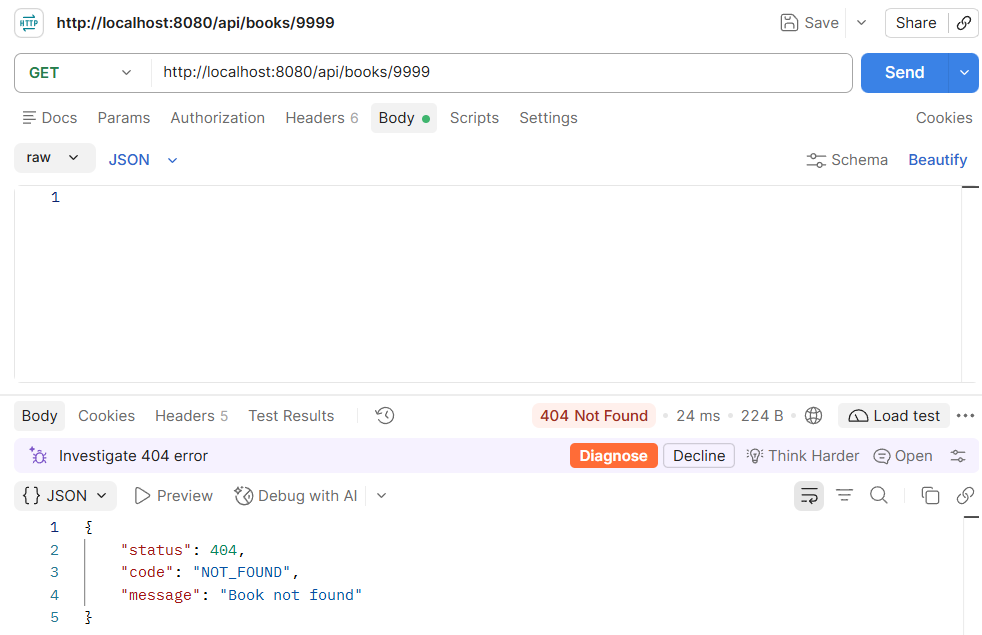 HTTP http://localhost:8080/api/books/9999 Save Share
GET http://localhost:8080/api/books/9999 Send
Docs Params Authorization Headers 6 Body Scripts Settings Cookies
raw JSON Schema Beautify
1
Body Cookies Headers 5 Test Results 404 Not Found 24 ms 224 B Load test
Investigate 404 error Diagnose Decline Think Harder Open
{} JSON Preview Debug with AI
1 {
2 "status": 404,
3 "code": "NOT_FOUND",
4 "message": "Book not found"
5 }